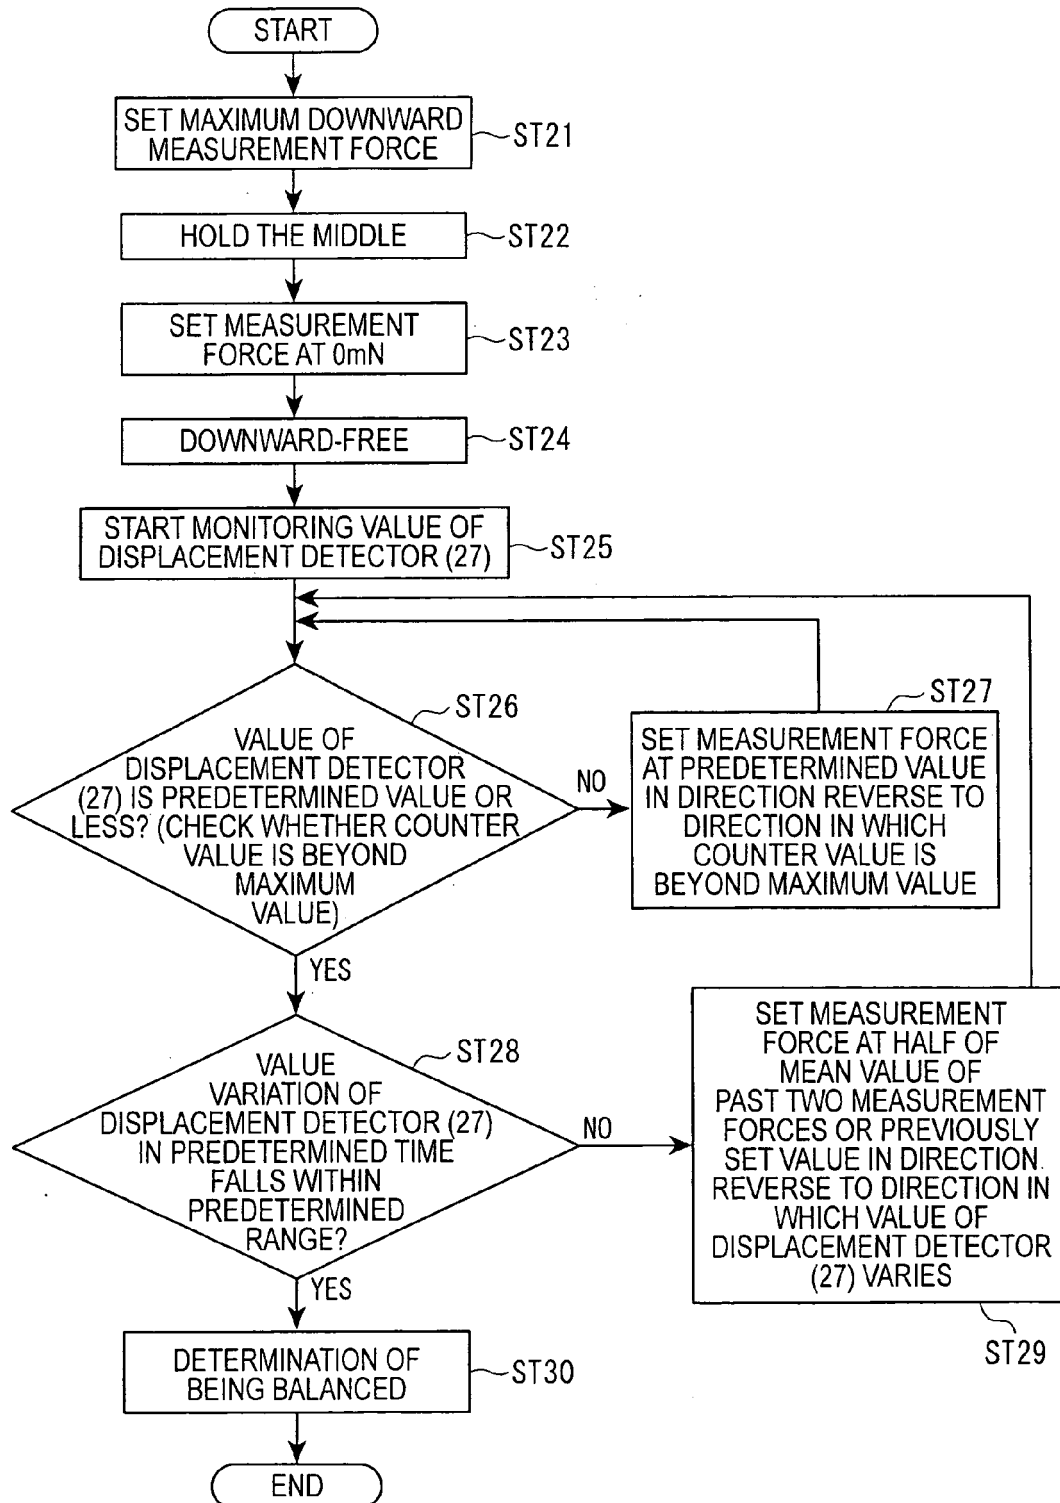 START
SET MAXIMUM DOWNWARD
MEASUREMENT FORCE
ST21
HOLD THE MIDDLE
ST22
SET MEASUREMENT
FORCE AT 0mN
ST23
DOWNWARD-FREE
ST24
START MONITORING VALUE OF
DISPLACEMENT DETECTOR (27)
ST25
ST26
VALUE OF
DISPLACEMENT DETECTOR
(27) IS PREDETERMINED VALUE OR
LESS? (CHECK WHETHER COUNTER
VALUE IS BEYOND
MAXIMUM
VALUE)
NO
ST27
SET MEASUREMENT FORCE
AT PREDETERMINED VALUE
IN DIRECTION REVERSE TO
DIRECTION IN WHICH
COUNTER VALUE IS
BEYOND MAXIMUM VALUE
YES
ST28
VALUE
VARIATION OF
DISPLACEMENT DETECTOR (27)
IN PREDETERMINED TIME
FALLS WITHIN
PREDETERMINED
RANGE?
NO
SET MEASUREMENT
FORCE AT HALF OF
MEAN VALUE OF
PAST TWO MEASUREMENT
FORCES OR PREVIOUSLY
SET VALUE IN DIRECTION
REVERSE TO DIRECTION IN
WHICH VALUE OF
DISPLACEMENT DETECTOR
(27) VARIES
ST29
YES
DETERMINATION OF
BEING BALANCED
ST30
END